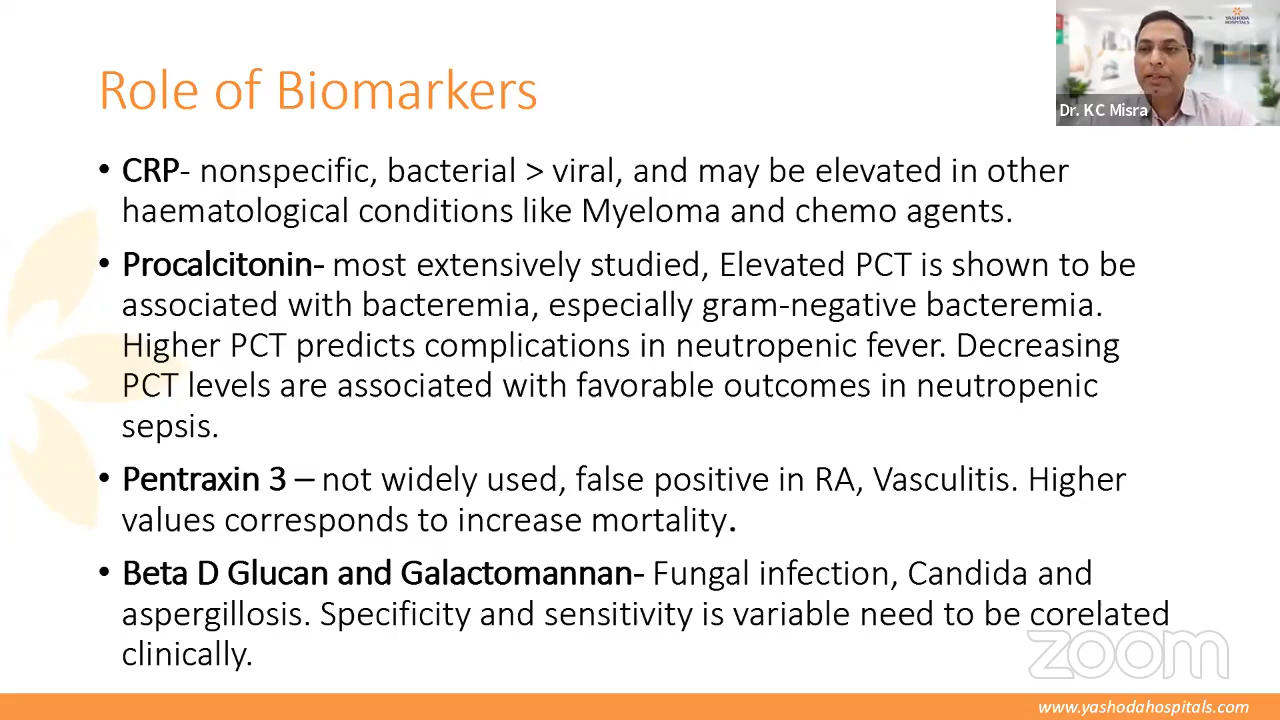 YASHODA
HOSPITALS
Dr. K C Misra
Role of Biomarkers
• CRP- nonspecific, bacterial > viral, and may be elevated in other
haematological conditions like Myeloma and chemo agents.
• Procalcitonin- most extensively studied, Elevated PCT is shown to be
associated with bacteremia, especially gram-negative bacteremia.
Higher PCT predicts complications in neutropenic fever. Decreasing
PCT levels are associated with favorable outcomes in neutropenic
sepsis.
• Pentraxin 3 – not widely used, false positive in RA, Vasculitis. Higher
values corresponds to increase mortality.
• Beta D Glucan and Galactomannan- Fungal infection, Candida and
aspergillosis. Specificity and sensitivity is variable need to be corelated
clinically.
zoom
www.yashodahospitals.com